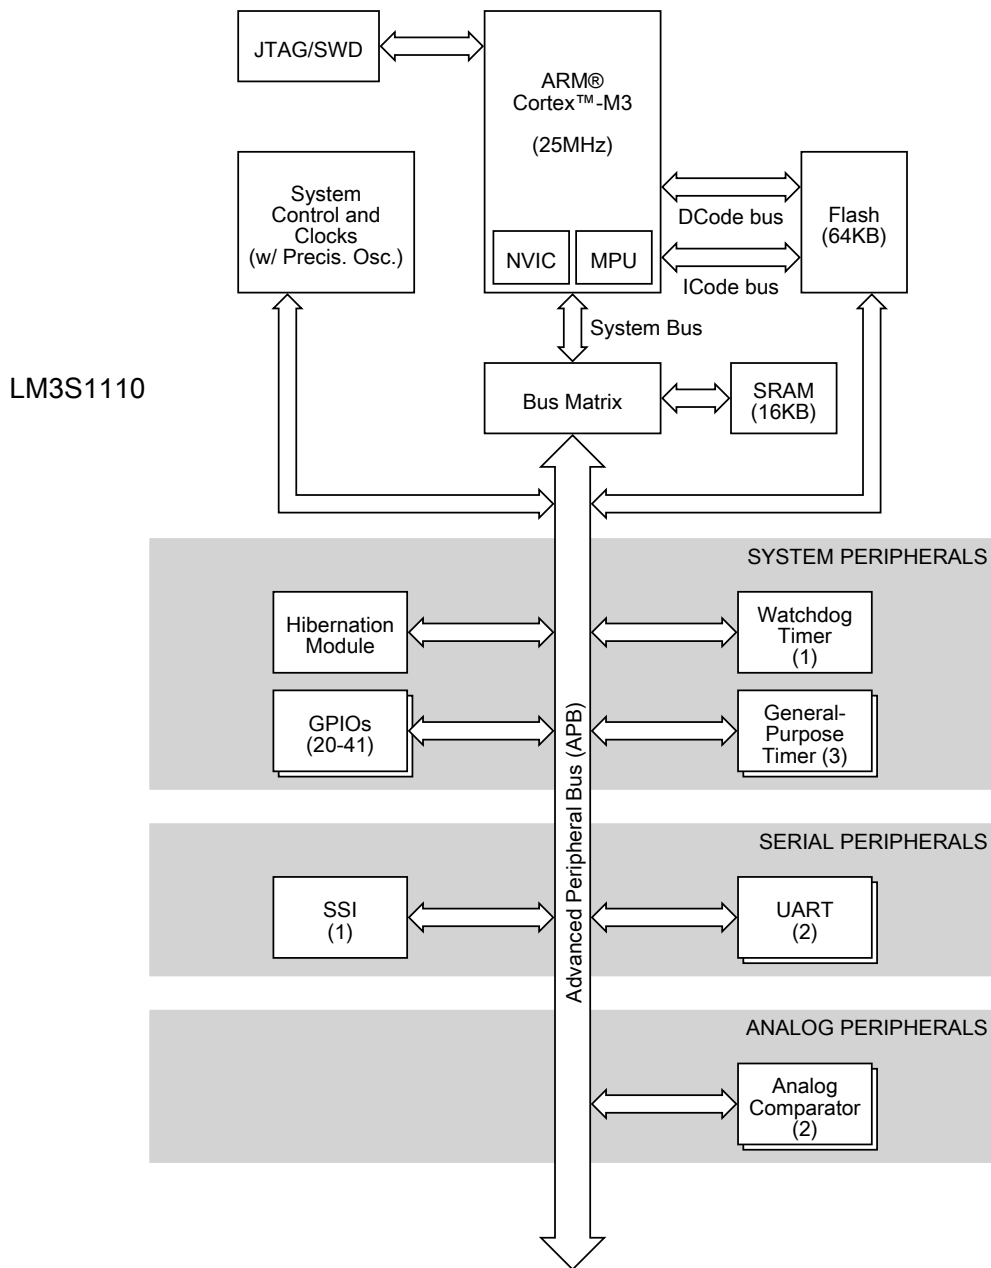 JTAG/SWD
ARM®
Cortex™-M3
(25MHz)
System
Control and
Clocks
(w/ Precis. Osc.)
DCode bus
Flash
(64KB)
NVIC
MPU
ICode bus
System Bus
LM3S1110
Bus Matrix
SRAM
(16KB)
SYSTEM PERIPHERALS
Hibernation
Module
Watchdog
Timer
(1)
GPIOs
(20-41)
General-
Purpose
Timer (3)
Advanced Peripheral Bus (APB)
SERIAL PERIPHERALS
SSI
(1)
UART
(2)
ANALOG PERIPHERALS
Analog
Comparator
(2)